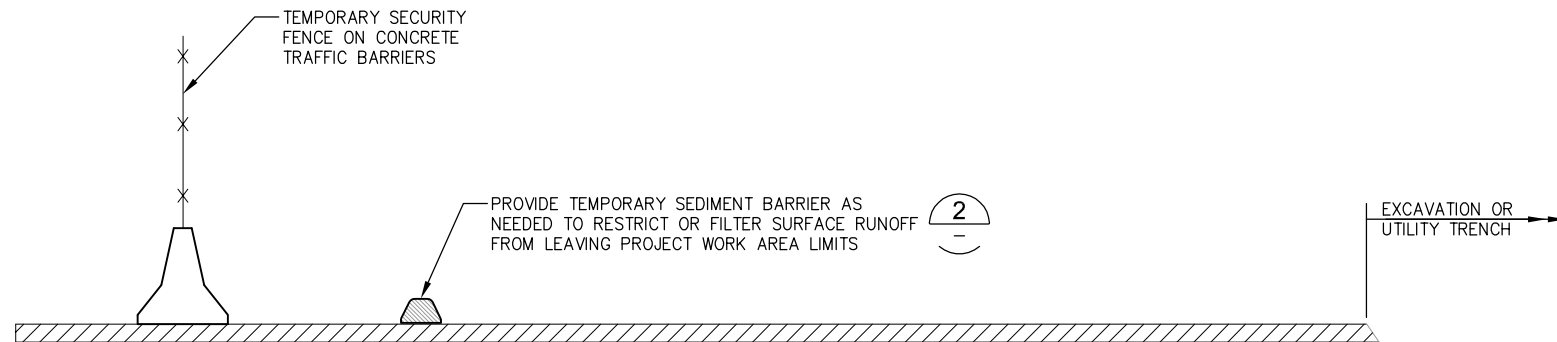 TEMPORARY SECURITY
FENCE ON CONCRETE
TRAFFIC BARRIERS
PROVIDE TEMPORARY SEDIMENT BARRIER AS
NEEDED TO RESTRICT OR FILTER SURFACE RUNOFF
FROM LEAVING PROJECT WORK AREA LIMITS
2
–
EXCAVATION OR
UTILITY TRENCH